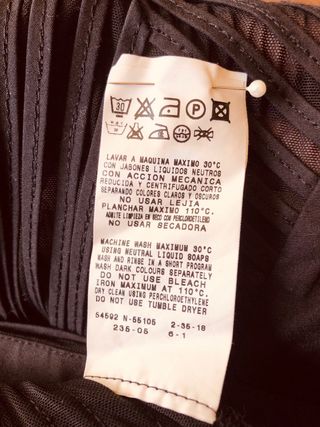 30
P
LAVAR A MAQUINA MAXIMO 30°C
CON JABONES LIQUIDOS NEUTROS
CON ACCION MECANICA
REDUCIDA Y CENTRIFUGADO CORTO
SEPARANDO COLORES CLAROS Y OSCUROS
NO USAR LEJIA
PLANCHAR MAXIMO 110°C.
ADMITE LIMPIEZA EN SECO CON PERCLOROETILENO
NO USAR SECADORA
MACHINE WASH MAXIMUM 30°C
USING NEUTRAL LIQUID SOAPS
WASH AND RINSE IN A SHORT PROGRAM
WASH DARK COLOURS SEPARATELY
DO NOT USE BLEACH
IRON MAXIMUM AT 110°C.
DRY CLEAN USING PERCHLOROETHYLENE
DO NOT USE TUMBLE DRYER
54592 N-55105 2-35-18
235-05 6-1